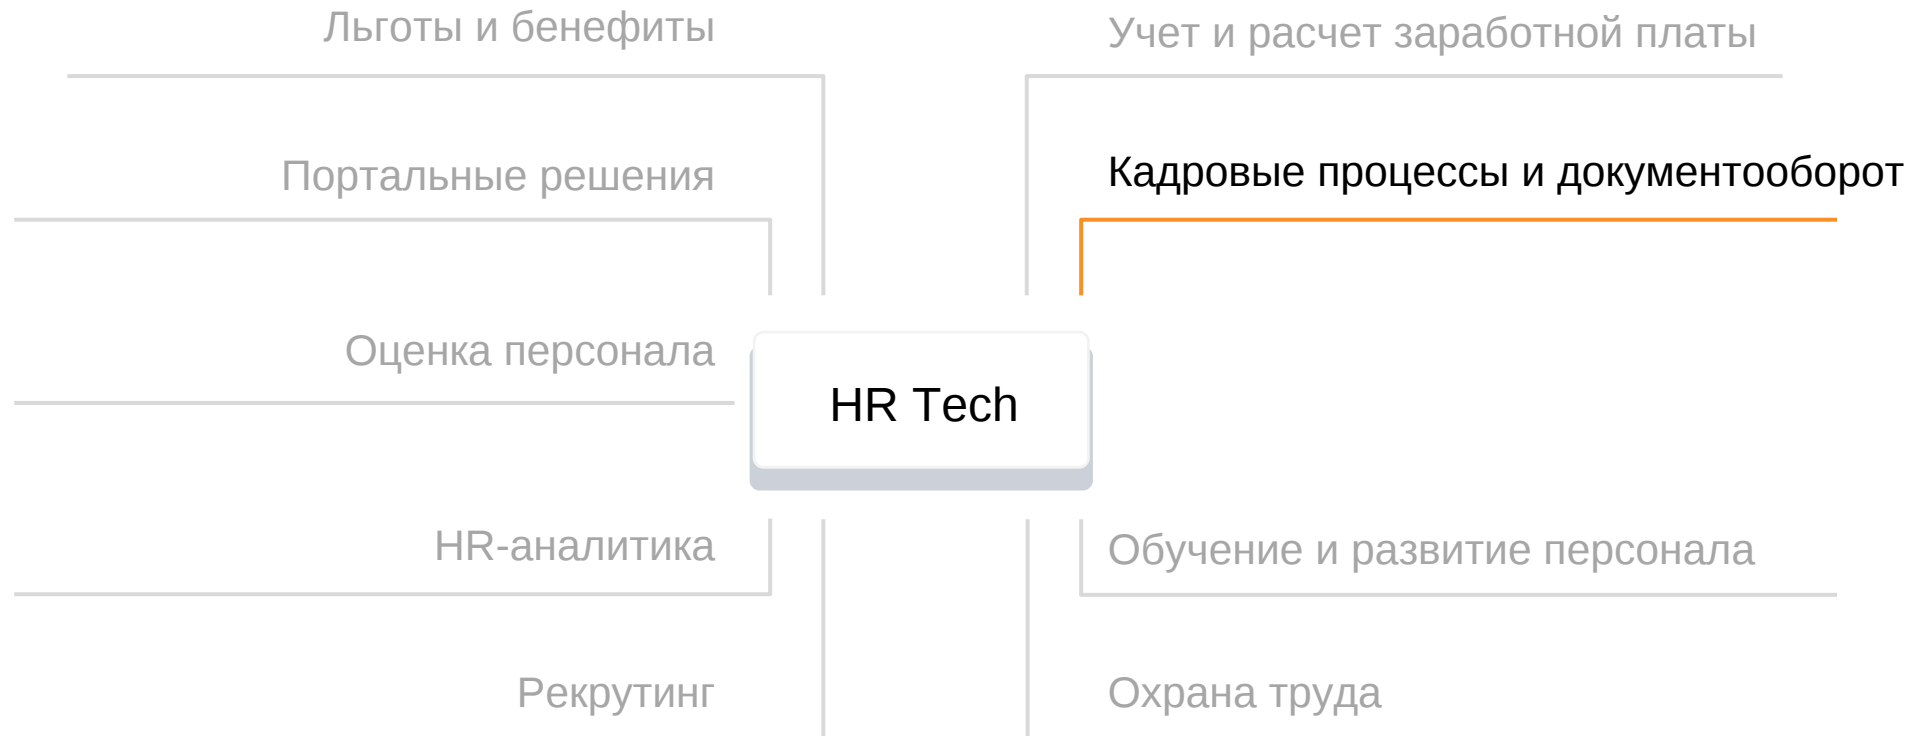 Льготы и бенефиты
Учет и расчет заработной платы
Портальные решения
Кадровые процессы и документооборот
Оценка персонала
HR Tech
HR-аналитика
Обучение и развитие персонала
Рекрутинг
Охрана труда